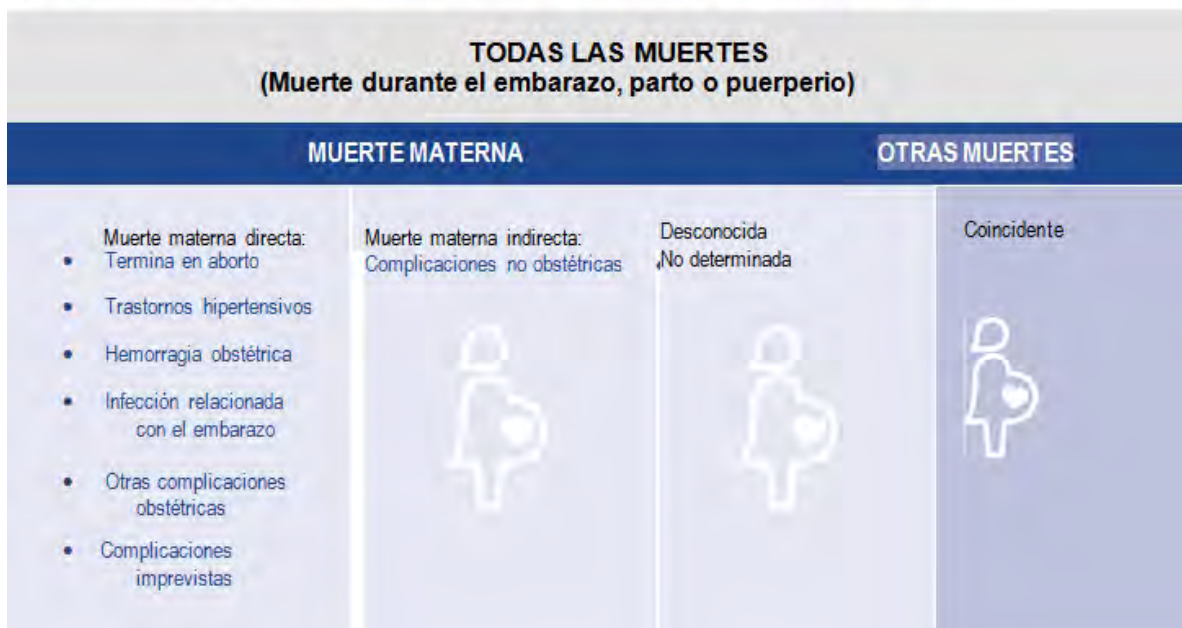 TODAS LAS MUERTES
(Muerte durante el embarazo, parto o puerperio)
MUERTE MATERNA
OTRAS MUERTES
Muerte materna directa:
• Termina en aborto
• Trastornos hipertensivos
• Hemorragia obstétrica
• Infección relacionada
con el embarazo
• Otras complicaciones
obstétricas
• Complicaciones
imprevistas
Muerte materna indirecta:
Complicaciones no obstétricas
Desconocida
No determinada
Coincidente